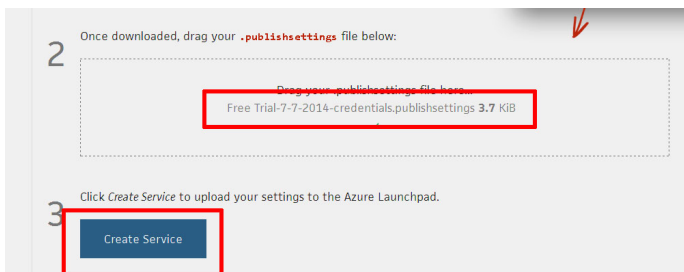 2
Once downloaded, drag your .publishsettings file below:
Drag your .publishsettings file here...
Free Trial-7-7-2014-credentials.publishsettings 3.7 KiB
3
Click Create Service to upload your settings to the Azure Launchpad.
Create Service